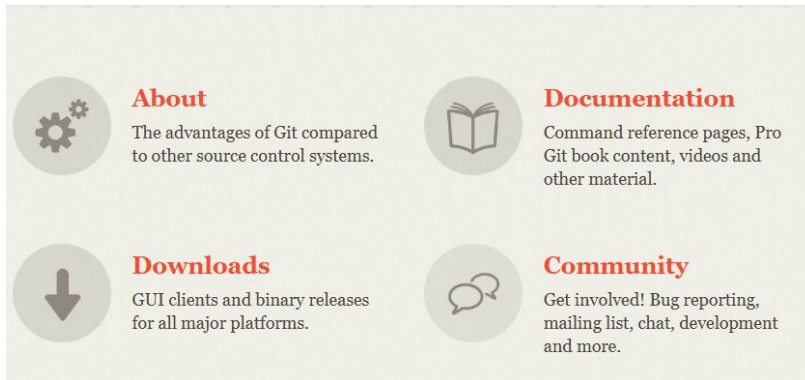 About
The advantages of Git compared
to other source control systems.
Documentation
Command reference pages, Pro
Git book content, videos and
other material.
Downloads
GUI clients and binary releases
for all major platforms.
Community
Get involved! Bug reporting,
mailing list, chat, development
and more.